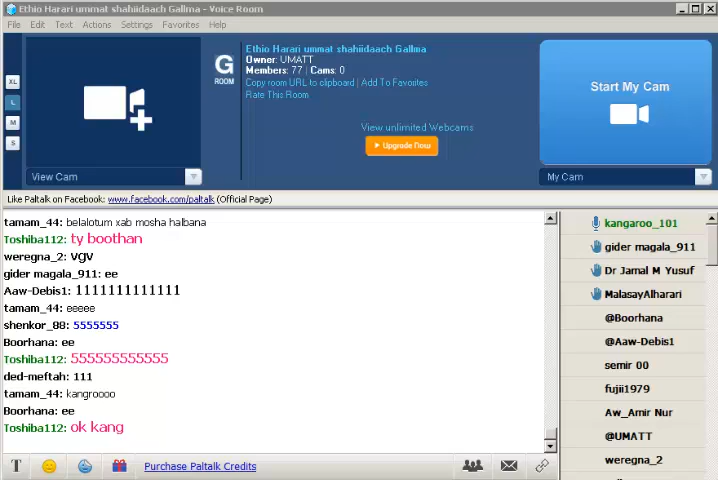 Ethio Harari ummat shahiidaach Gallma - Voice Room
File Edit Text Actions Settings Favorites Help
XL
L
M
S
View Cam
G
ROOM
Ethio Harari ummat shahiidaach Gallma
Owner: UMATT
Members: 77 | Cams: 0
Copy room URL to clipboard | Add To Favorites
Rate This Room
View unlimited Webcams
Upgrade Now
Start My Cam
My Cam
Like Paltalk on Facebook: www.facebook.com/paltalk (Official Page)
tamam_44: belalotum xab mosha halbana
Toshiba112: ty boothan
weregna_2: vgv
gider magala_911: ee
Aaw-Debis1: 1111111111111
tamam_44: eeeee
shenkor_88: 5555555
Boorhana: ee
Toshiba112: 5555555555555
ded-meftah: 111
tamam_44: kangroooo
Boorhana: ee
Toshiba112: ok kang
kangaroo_101
gider magala_911
Dr Jamal M Yusuf
MalasayAlharari
@Boorhana
@Aaw-Debis1
semir 00
fujii1979
Aw_Amir Nur
@UMATT
weregna_2
T
Purchase Paltalk Credits